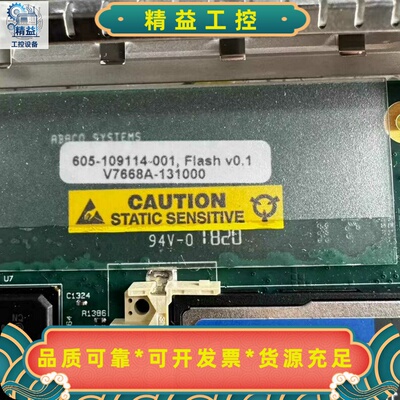 精益
工控设备
精益工控
ABACO SYSTEMS
605-109114-001, Flash v0.1
V7668A-131000
CAUTION
STATIC SENSITIVE
94V-0 1820
U7
C1324
R1386
品质可靠*可开发票*货源充足